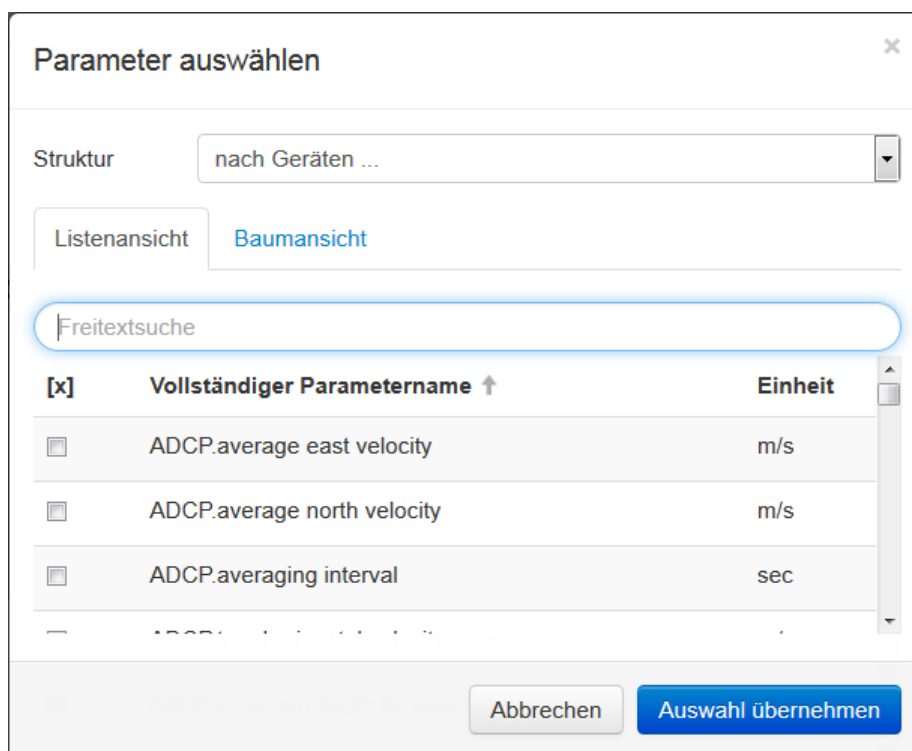 Parameter auswählen ×
Struktur nach Geräten ...
Listenansicht Baumansicht
Freitextsuche
[x] Vollständiger Parametername Einheit
ADCP.average east velocity m/s
ADCP.average north velocity m/s
ADCP.averaging interval sec
Abbrechen Auswahl übernehmen